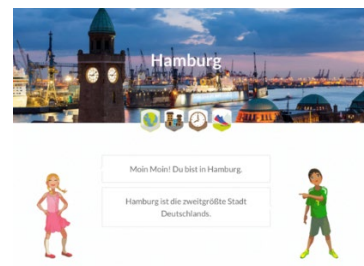 Hamburg
Moin Moin! Du bist in Hamburg.
Hamburg ist die zweitgrößte Stadt
Deutschlands.